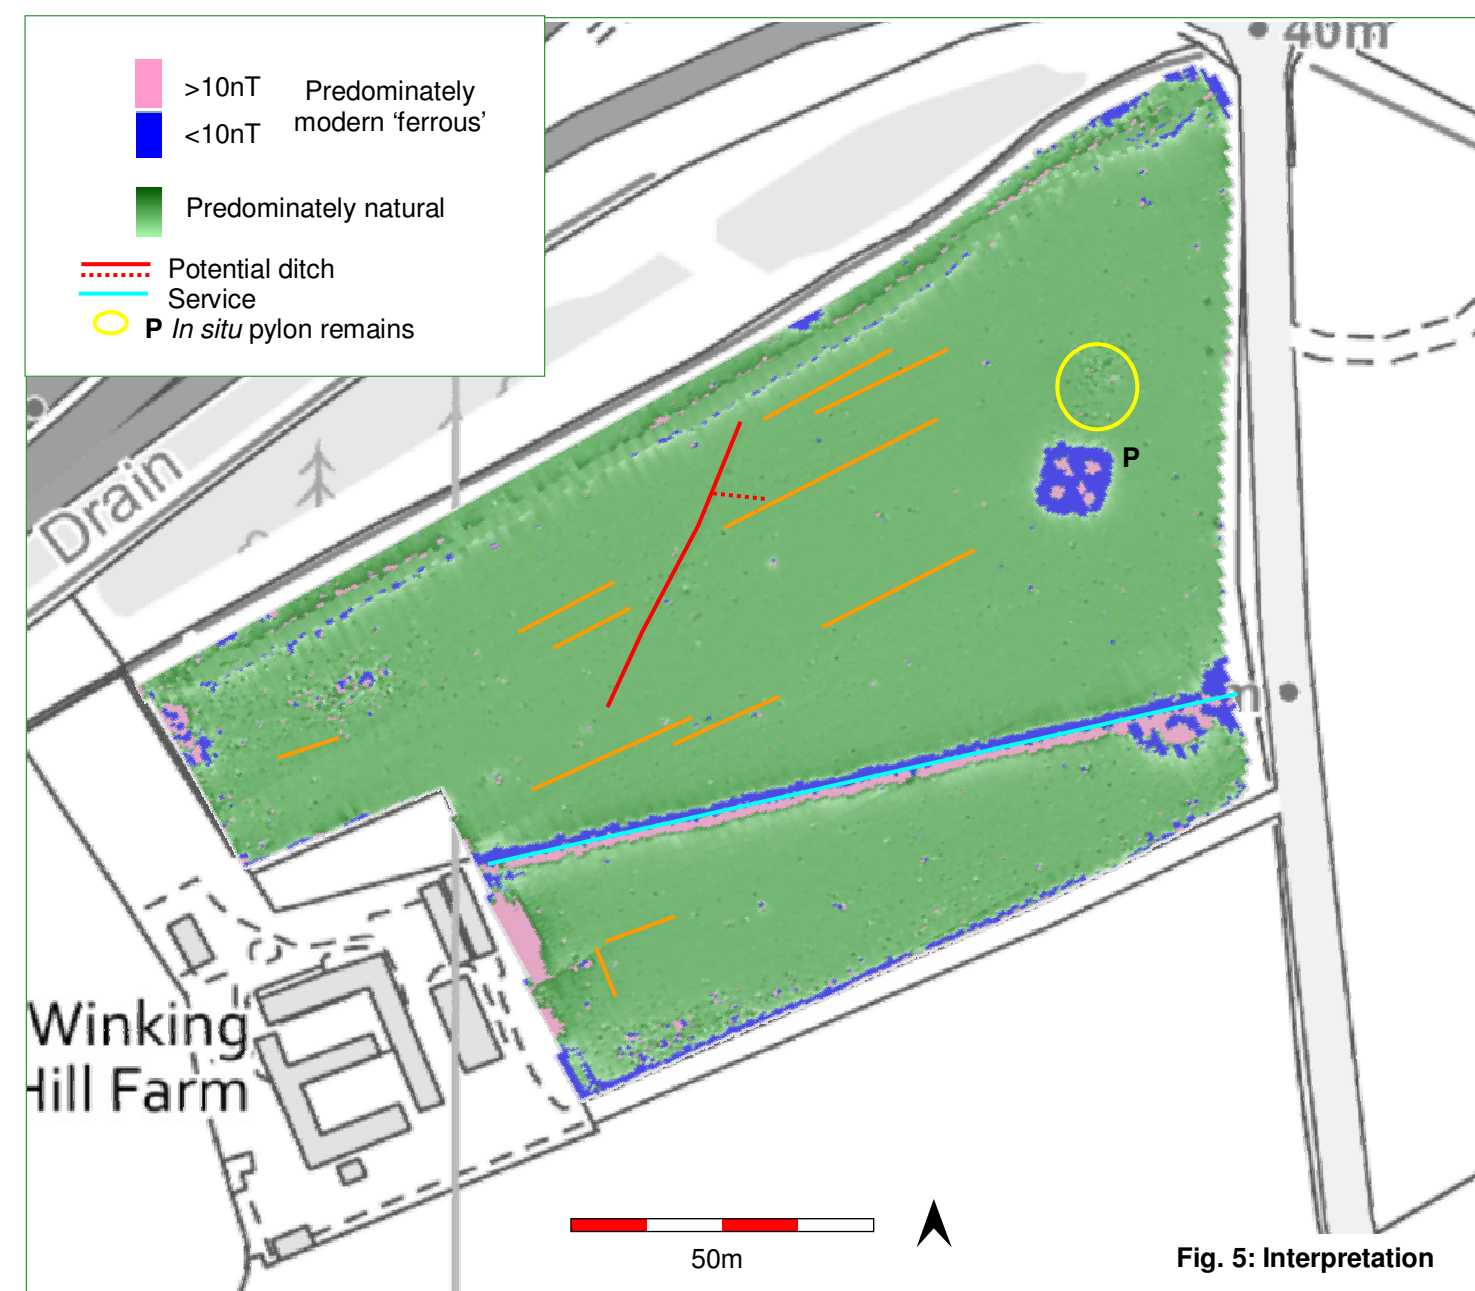 >10nT
Predominately
modern ‘ferrous’
<10nT
Predominately natural
Potential ditch
Service
P In situ pylon remains
40m
Drain
P
m
Winking
Hill Farm
50m
Fig. 5: Interpretation